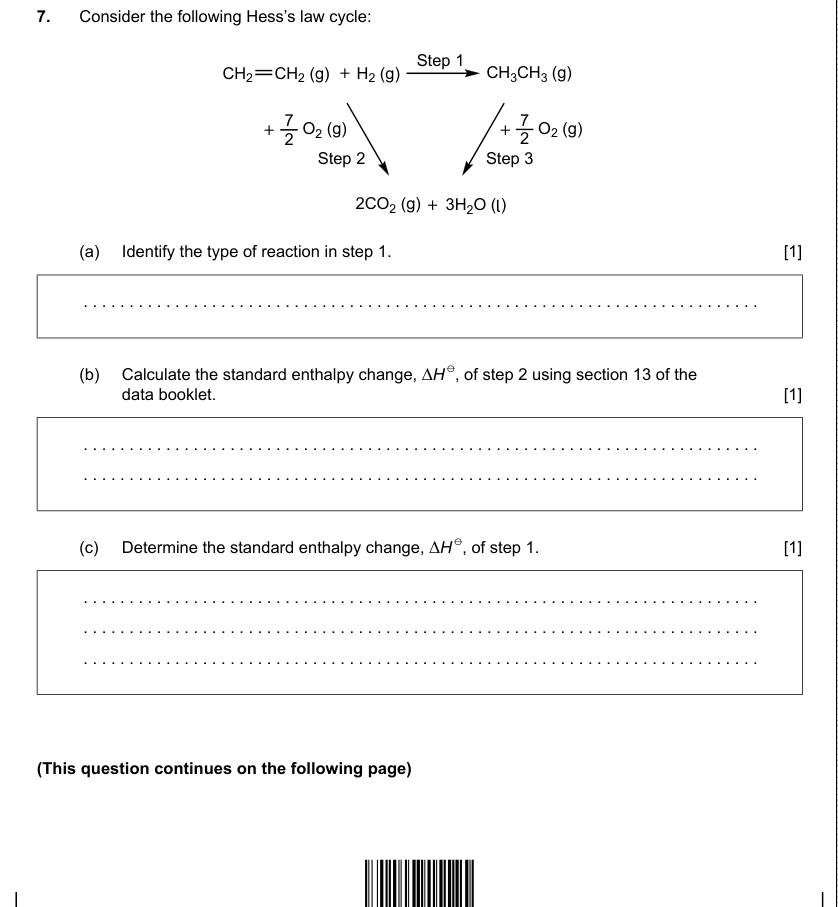 7. Consider the following Hess’s law cycle:
Step 1
CH₂═CH₂ (g) + H₂ (g) CH₃CH₃ (g)
+ 7/2 O₂ (g) + 7/2 O₂ (g)
Step 2 Step 3
2CO₂ (g) + 3H₂O (l)
(a) Identify the type of reaction in step 1. [1]
(b) Calculate the standard enthalpy change, ΔH⊖, of step 2 using section 13 of the
data booklet. [1]
(c) Determine the standard enthalpy change, ΔH⊖, of step 1. [1]
(This question continues on the following page)